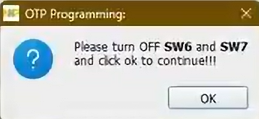 OTP Programming:
Please turn OFF SW6 and SW7
and click ok to continue!!!
OK